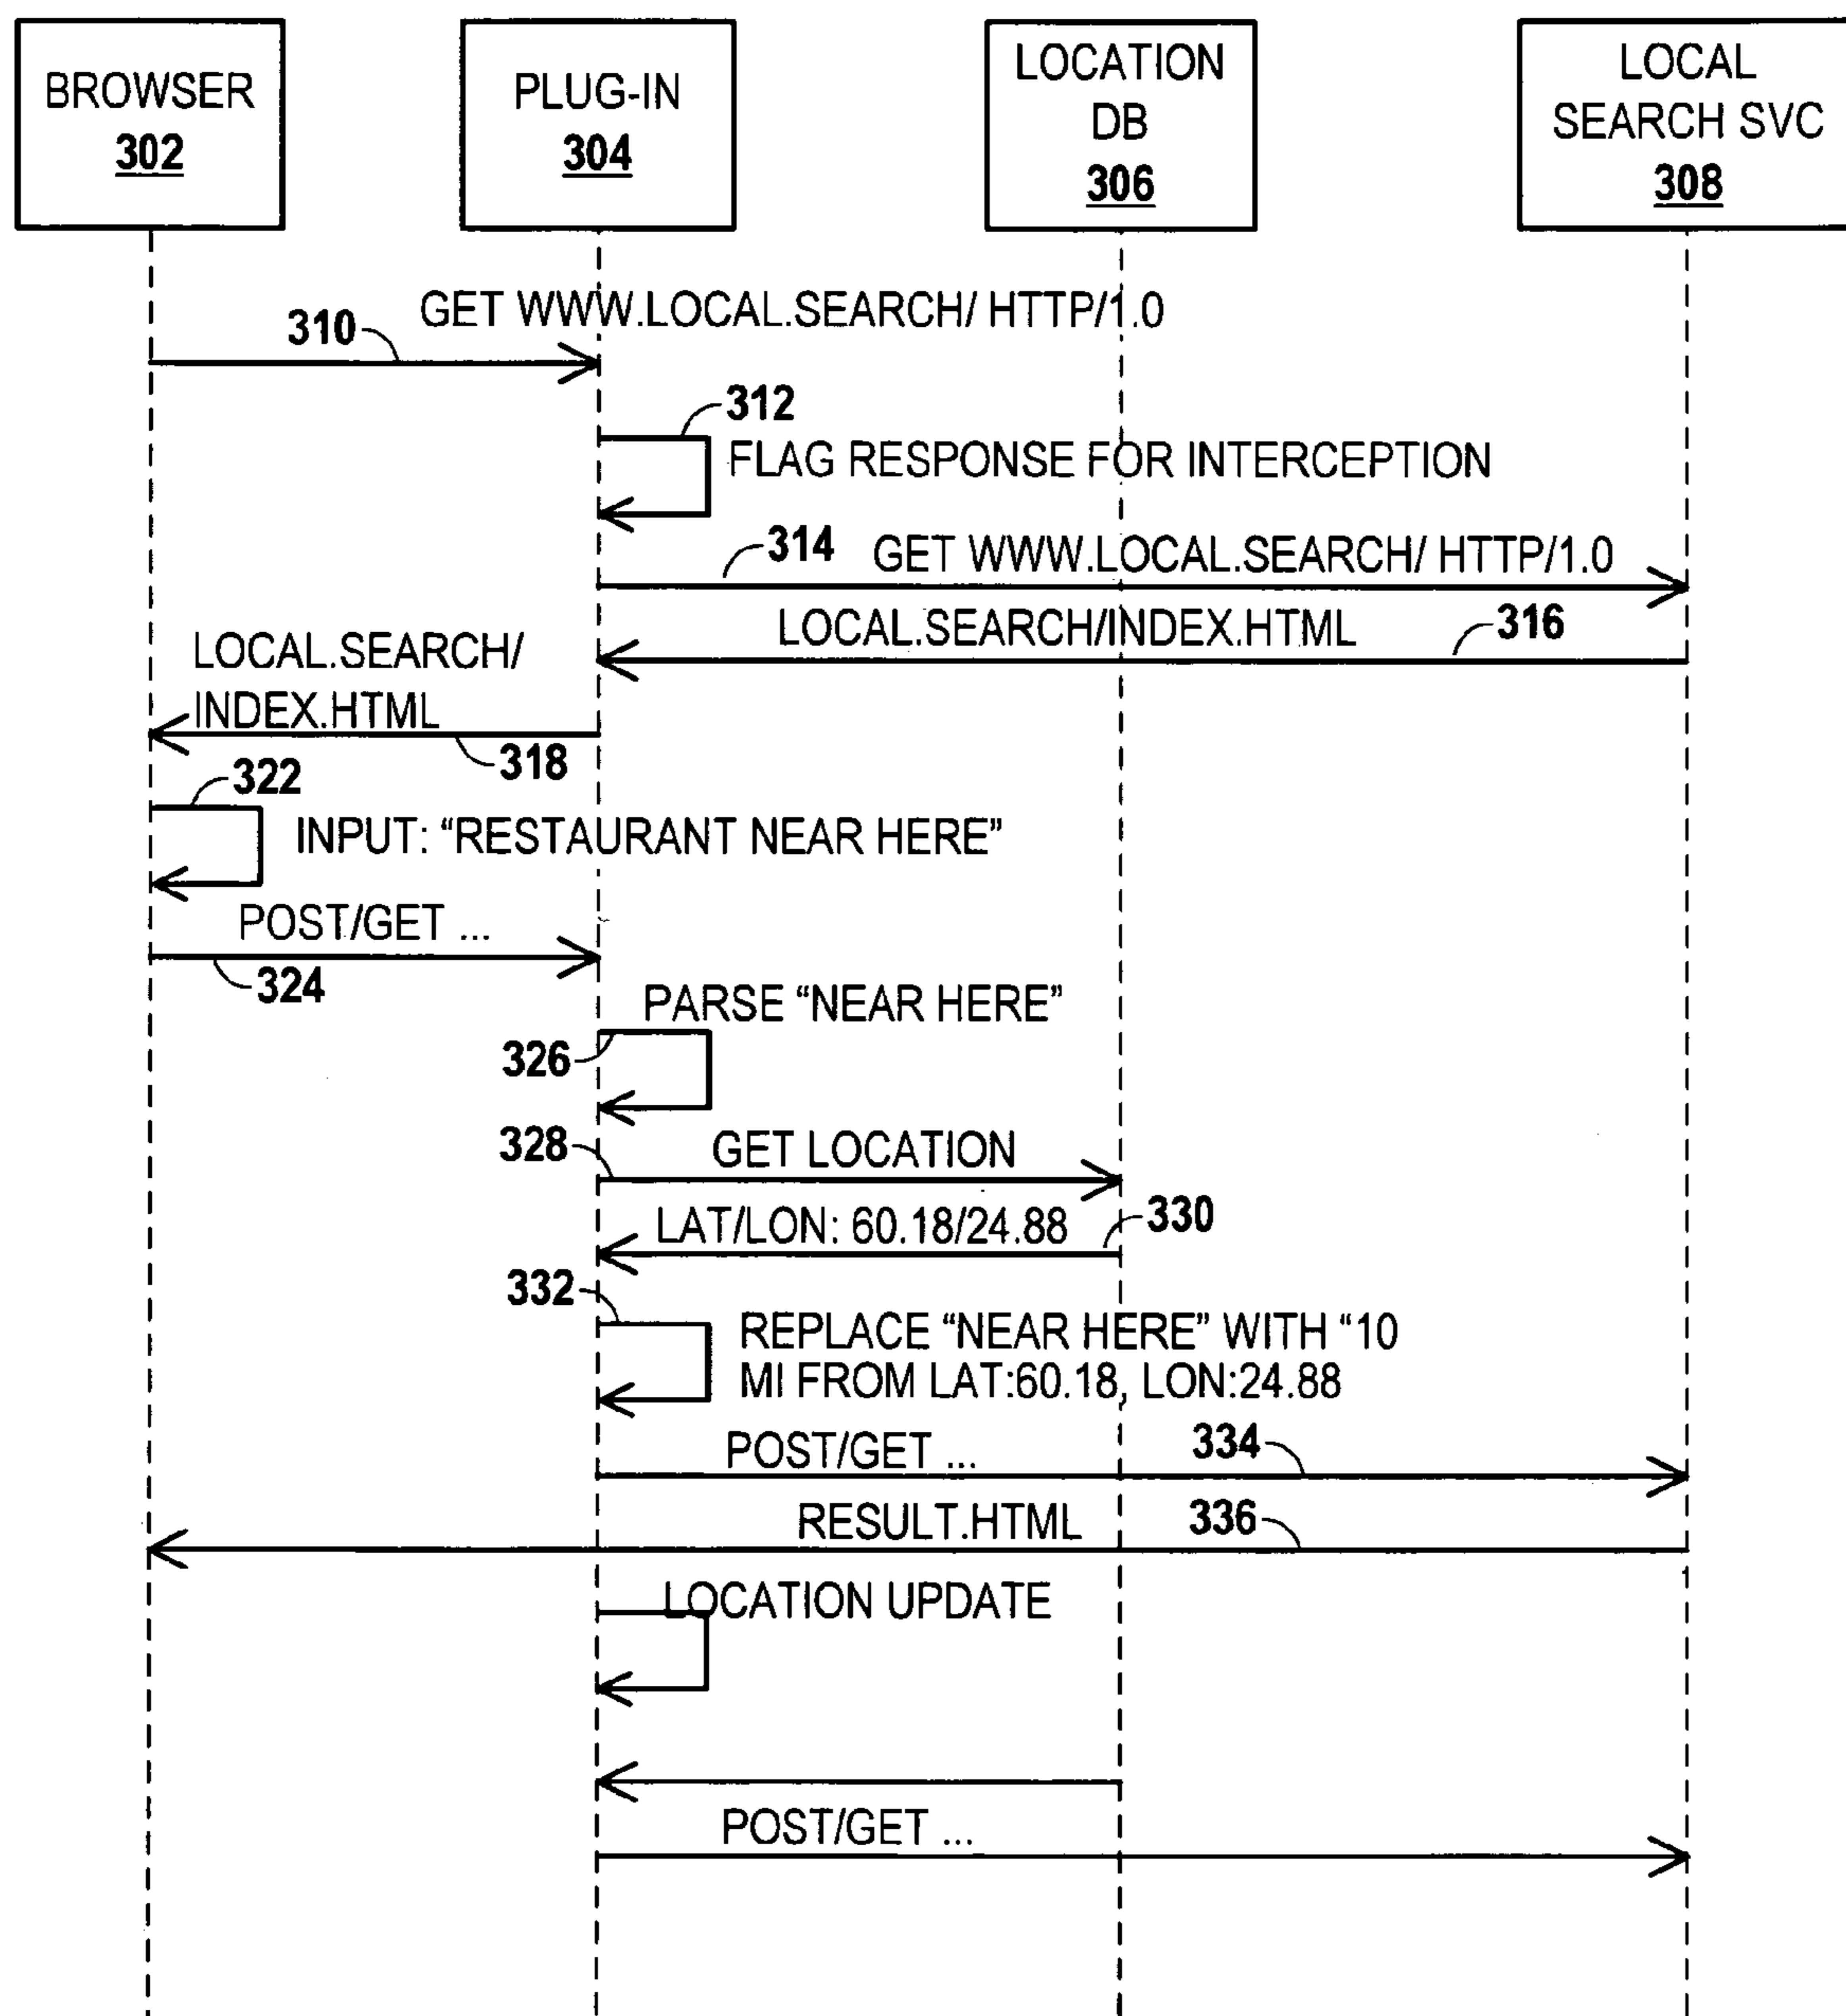 BROWSER
302
PLUG-IN
304
LOCATION
DB
306
LOCAL
SEARCH SVC
308
GET WWW.LOCAL.SEARCH/ HTTP/1.0
310
312
FLAG RESPONSE FOR INTERCEPTION
314
GET WWW.LOCAL.SEARCH/ HTTP/1.0
LOCAL.SEARCH/INDEX.HTML
316
LOCAL.SEARCH/
INDEX.HTML
318
322
INPUT: “RESTAURANT NEAR HERE”
POST/GET ...
324
PARSE “NEAR HERE”
326
328
GET LOCATION
LAT/LON: 60.18/24.88
330
332
REPLACE “NEAR HERE” WITH “10
MI FROM LAT:60.18, LON:24.88
POST/GET ...
334
RESULT.HTML
336
LOCATION UPDATE
POST/GET ...